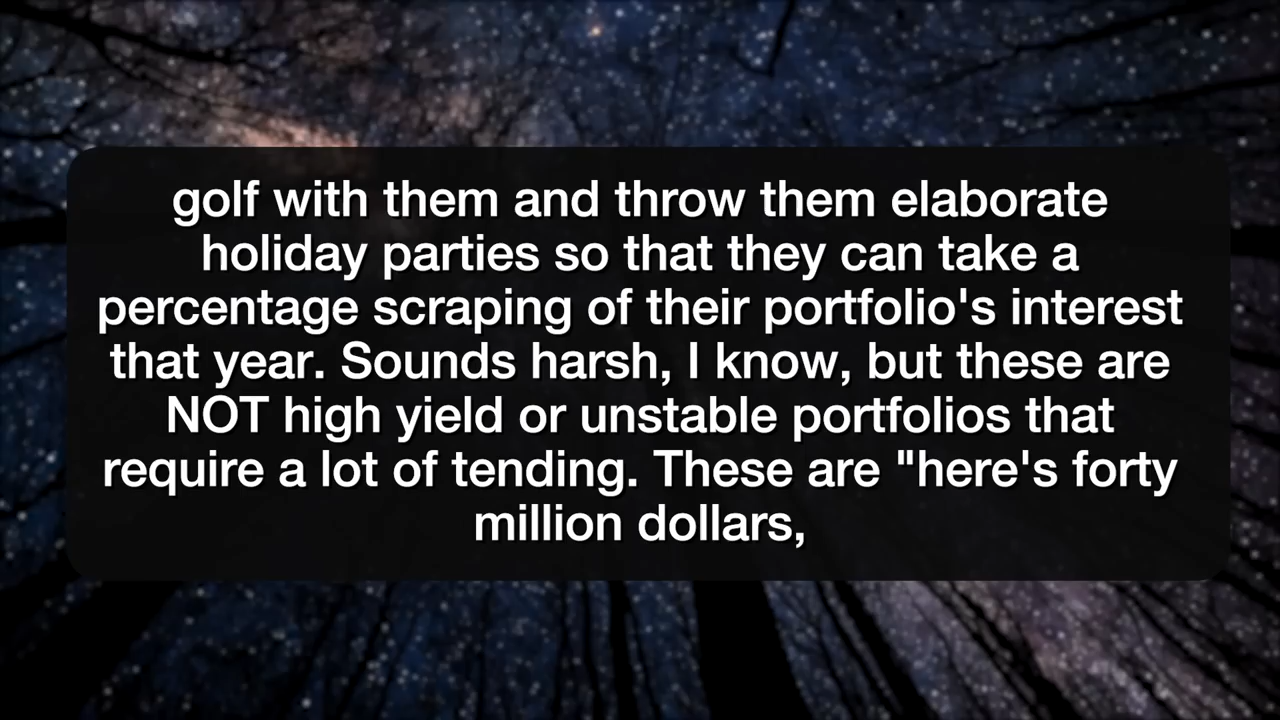 golf with them and throw them elaborate
holiday parties so that they can take a
percentage scraping of their portfolio's interest
that year. Sounds harsh, I know, but these are
NOT high yield or unstable portfolios that
require a lot of tending. These are "here's forty
million dollars,